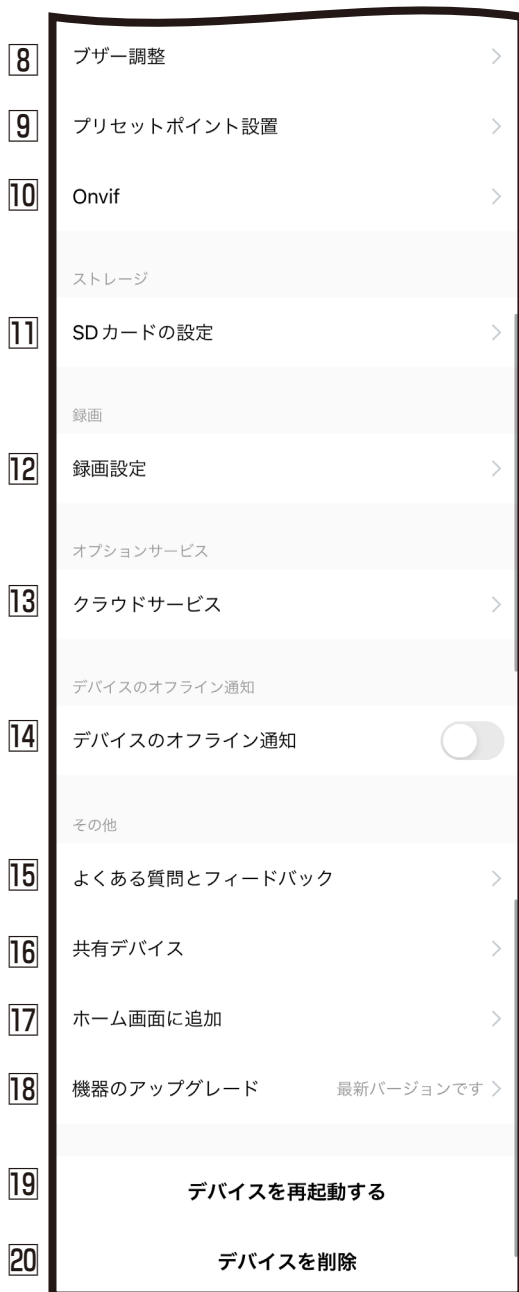 8 ブザー調整
9 プリセットポイント設置
10 Onvif
ストレージ
11 SDカードの設定
録画
12 録画設定
オプションサービス
13 クラウドサービス
デバイスのオフライン通知
14 デバイスのオフライン通知
その他
15 よくある質問とフィードバック
16 共有デバイス
17 ホーム画面に追加
18 機器のアップグレード 最新バージョンです
19 デバイスを再起動する
20 デバイスを削除